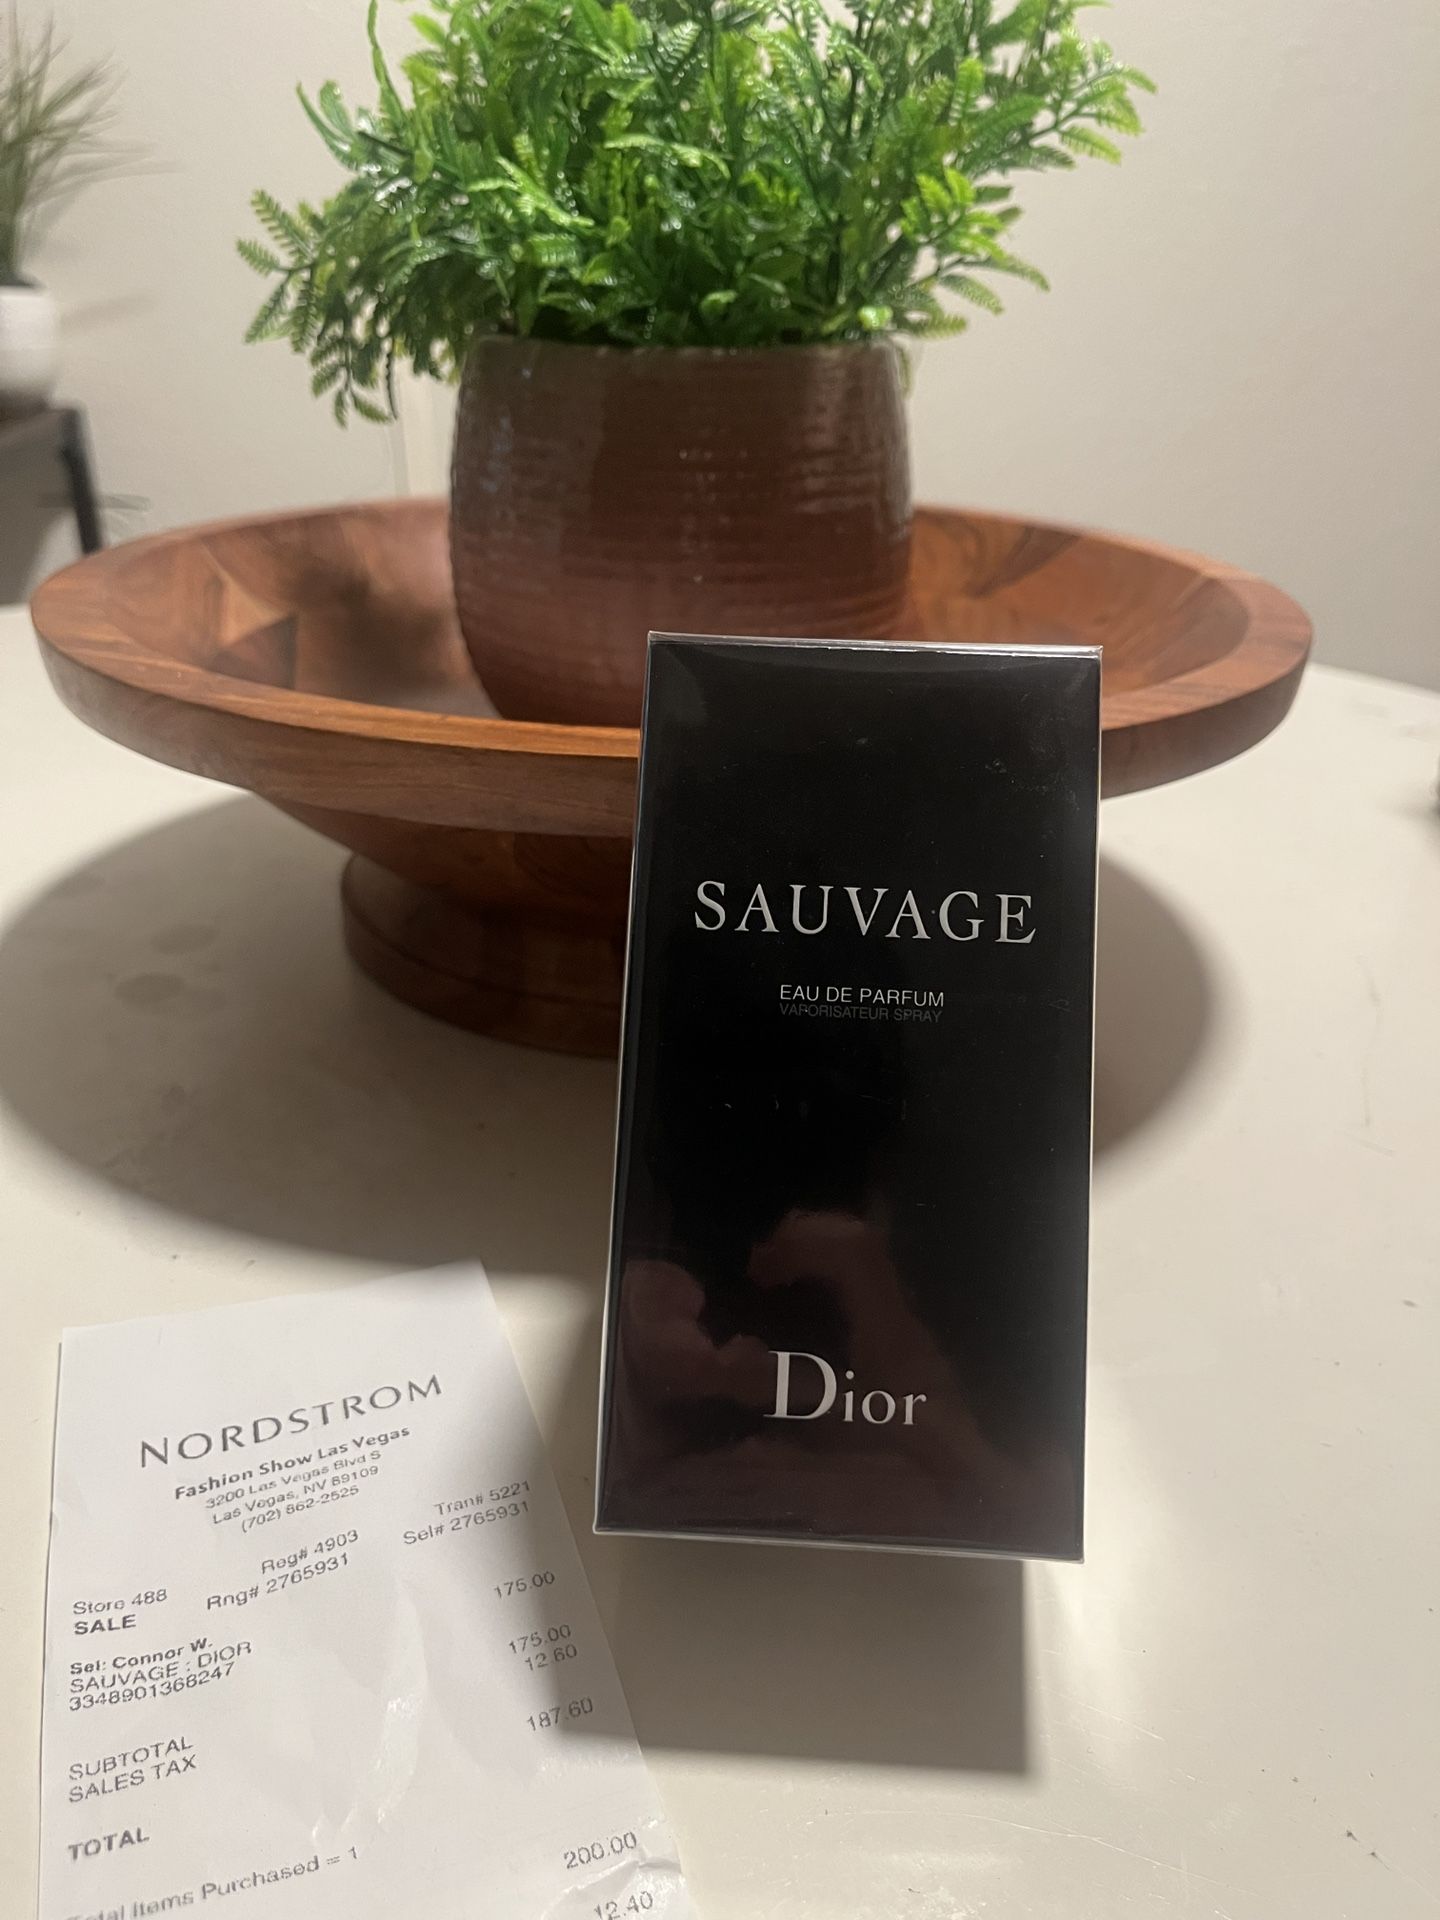 SAUVAGE
EAU DE PARFUM
VAPORISATEUR SPRAY
Dior
NORDSTROM
Fashion Show Las Vegas
3200 Las Vegas Blvd S
Las Vegas, NV 89109
(702) 862-2525
Store 488 Reg# 4903 Tran# 5221
SALE Rng# 2765931 Sel# 2765931
Sel: Connor W.
SAUVAGE : DIOR 175.00
3348901368247
SUBTOTAL 175.00
SALES TAX 12.60
TOTAL 187.60
Total Items Purchased = 1
200.00
12.40